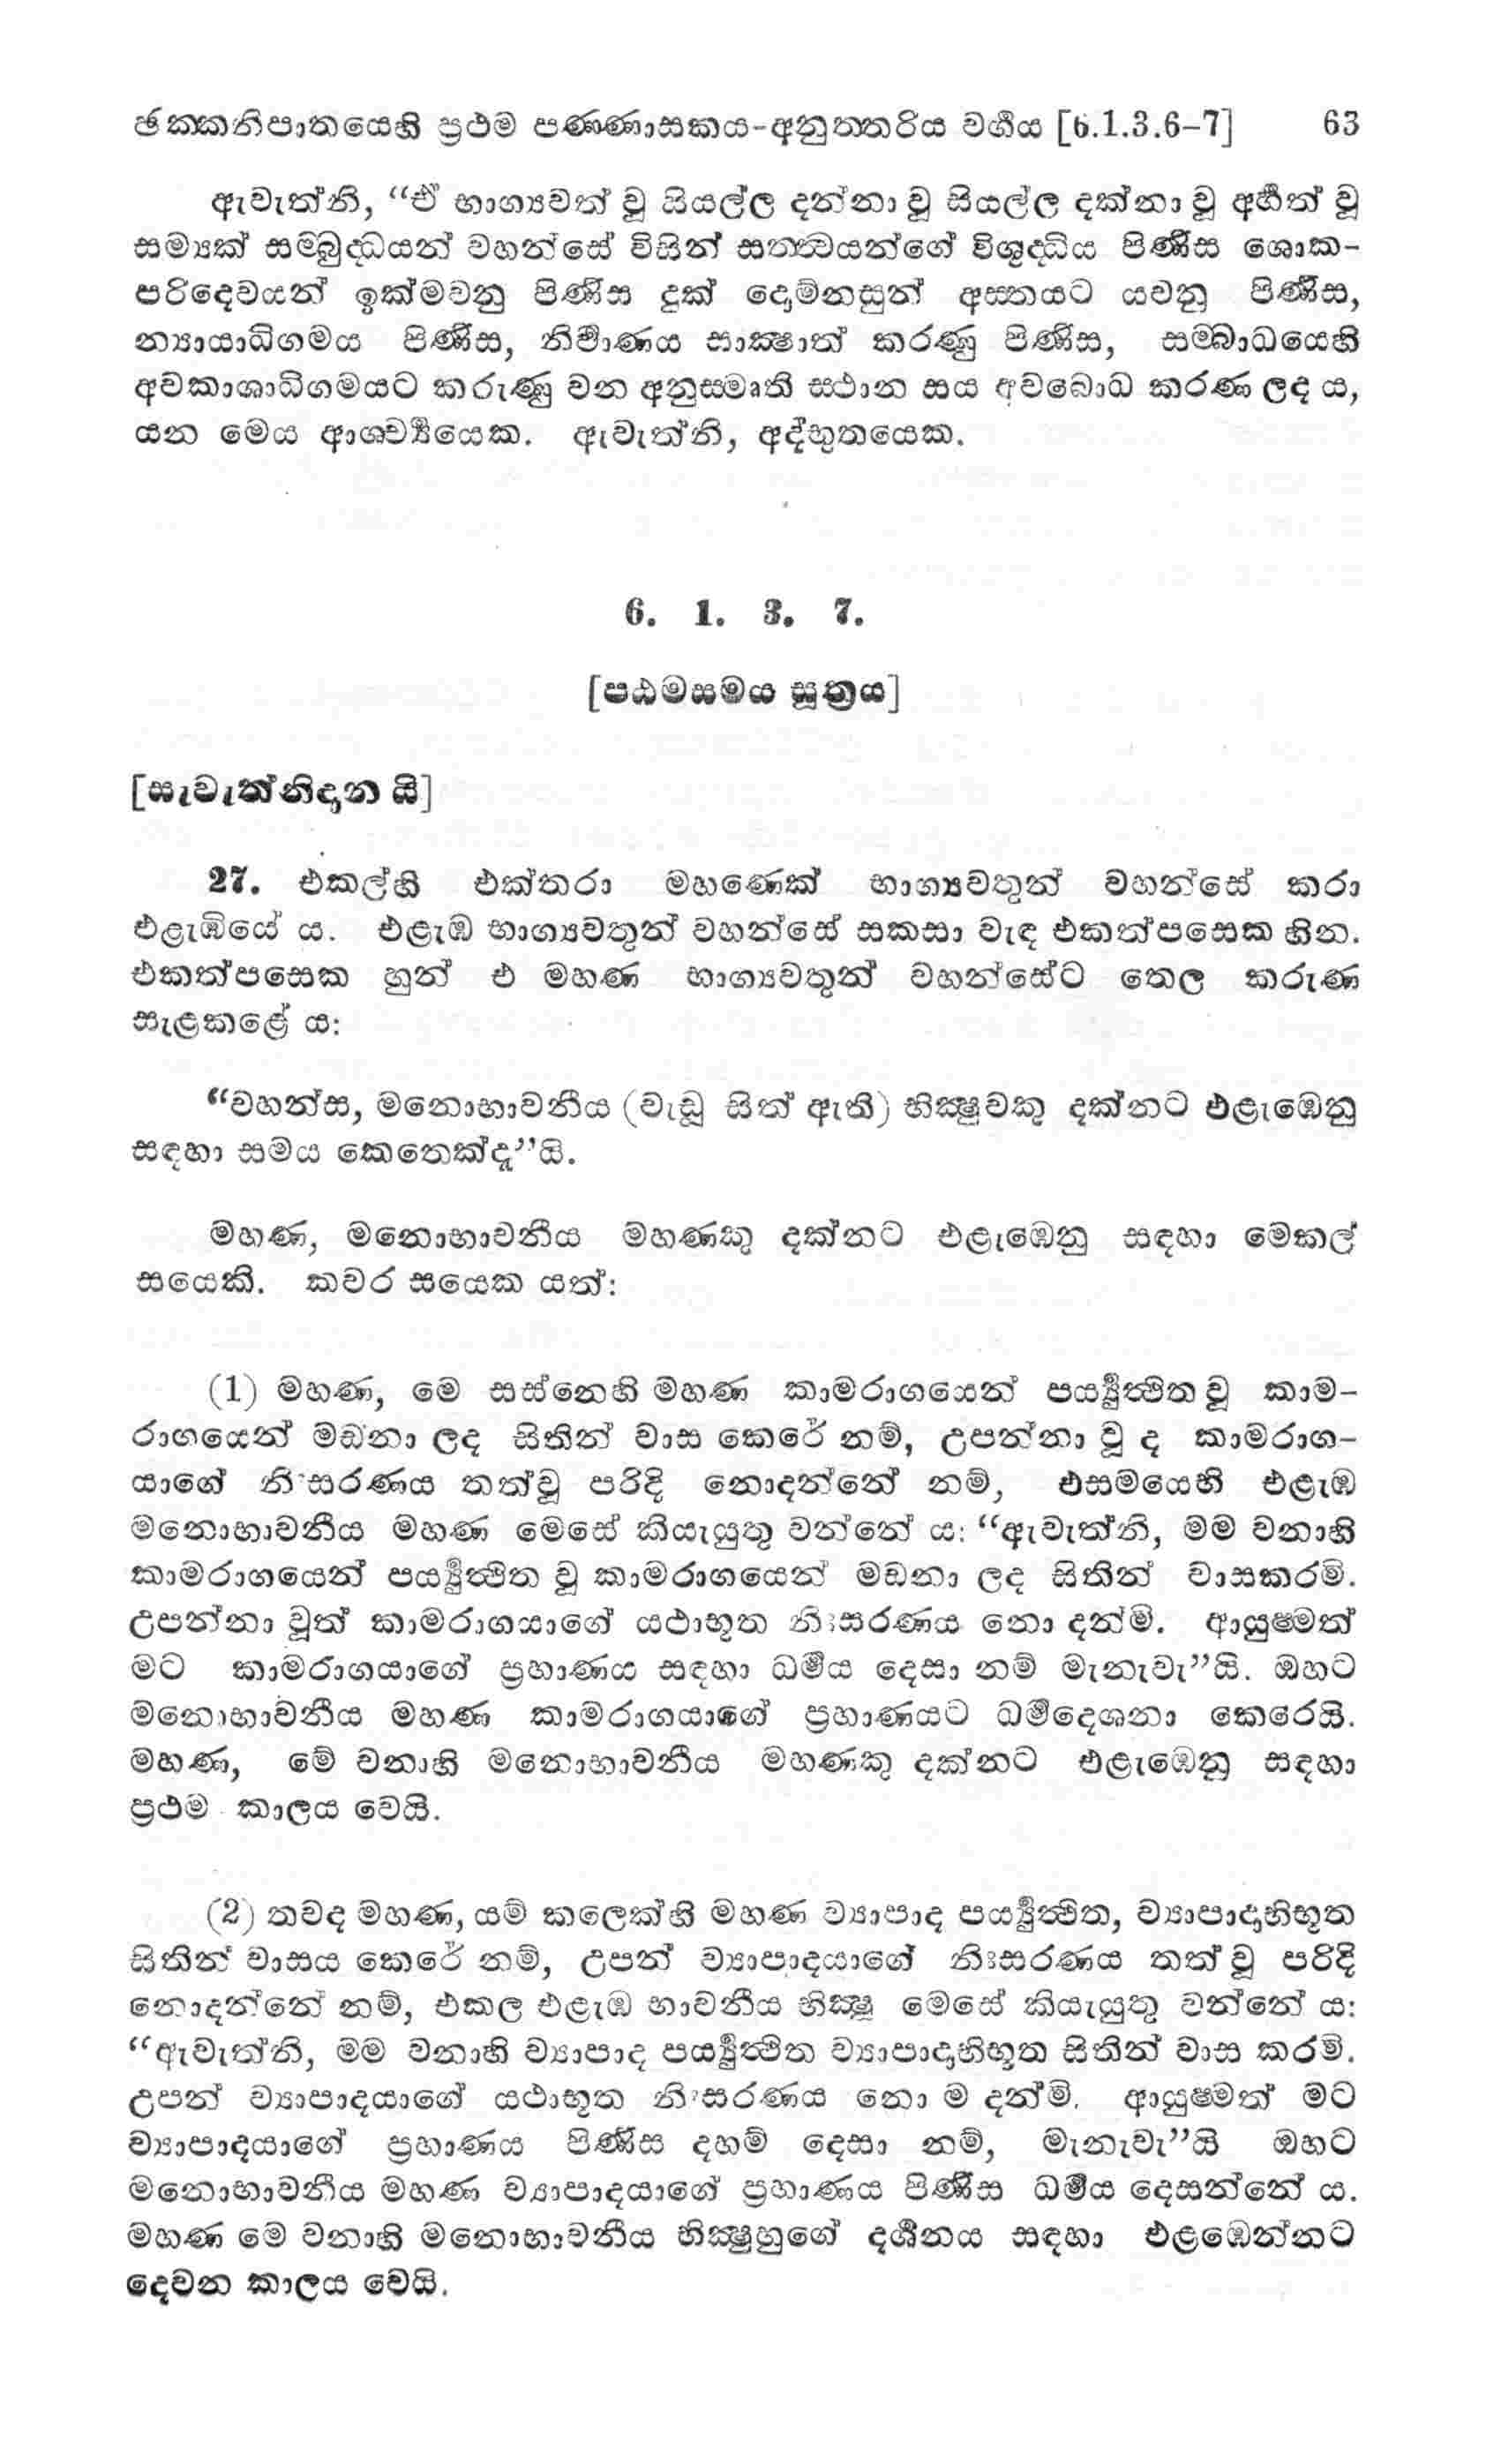 ඡක්කනිපාතයෙහි ප්‍රථම පණ්ණාසකය-අනුත්තරිය වර්ගය [6.1.3.6-7] 63
ඇවැත්නි, “ඒ භාග්‍යවත් වූ සියල්ල දන්නා වූ සියල්ල දක්නා වූ අර්හත් වූ
සම්‍යක් සම්බුද්ධයන් වහන්සේ විසින් සත්ත්වයන්ගේ විශුද්ධිය පිණිස ශොක-
පරිදෙවයන් ඉක්මවනු පිණිස දුක් දොම්නසුන් අස්තයට යවනු පිණිස,
න්‍යායාධිගමය පිණිස, නිර්වාණය සාක්ෂාත් කරණු පිණිස, සම්බාධයෙහි
අවකාශාධිගමයට කරුණු වන අනුස්මෘති ස්ථාන සය අවබොධ කරණ ලද ය,
යන මෙය ආශ්චර්‍ය්‍යයෙක. ඇවැත්නි, අද්භූතයෙක.
6. 1. 3. 7.
[පඨමසමය සූත්‍රය]
[සැවැත්නිදාන යි]
27. එකල්හි එක්තරා මහණෙක් භාග්‍යවතුන් වහන්සේ කරා
එළැඹියේ ය. එළැඹ භාග්‍යවතුන් වහන්සේ සකසා වැඳ එකත්පසෙක හින.
එකත්පසෙක හුන් එ මහණ භාග්‍යවතුන් වහන්සේට තෙල කරුණ
සැළකළේ ය:
“වහන්ස, මනොභාවනීය (වැඩූ සිත් ඇති) භික්ෂුවකු දක්නට එළැඹෙනු
සඳහා සමය කෙතෙක්දැ”යි.
මහණ, මනොභාවනීය මහණකු දක්නට එළැඹෙනු සඳහා මෙකල්
සයෙකි. කවර සයෙක යත්:
(1) මහණ, මෙ සස්නෙහි මහණ කාමරාගයෙන් පර්‍ය්‍යුත්ථිත වූ කාම-
රාගයෙන් මඩනා ලද සිතින් වාස කෙරේ නම්, උපන්නා වූ ද කාමරාග-
යාගේ නිඃසරණය තත්වූ පරිදි නොදන්නේ නම්, එසමයෙහි එළැඹ
මනොභාවනීය මහණ මෙසේ කියැයුතු වන්නේ ය: “ඇවැත්නි, මම වනාහි
කාමරාගයෙන් පර්‍ය්‍යුත්ථිත වූ කාමරාගයෙන් මඩනා ලද සිතින් වාසකරමි.
උපන්නා වූත් කාමරාගයාගේ යථාභූත නිඃසරණය නො දන්මි. ආයුෂ්මත්
මට කාමරාගයාගේ ප්‍රහාණය සඳහා ධර්මය දෙසා නම් මැනැවැ”යි. ඔහට
මනොභාවනීය මහණ කාමරාගයාගේ ප්‍රහාණයට ධර්මදෙශනා කෙරෙයි.
මහණ, මේ වනාහි මනොභාවනීය මහණකු දක්නට එළැඹෙනු සඳහා
ප්‍රථම කාලය වෙයි.
(2) තවද මහණ, යම් කලෙක්හි මහණ ව්‍යාපාද පර්‍ය්‍යුත්ථිත, ව්‍යාපාදාභිභූත
සිතින් වාසය කෙරේ නම්, උපන් ව්‍යාපාදයාගේ නිඃසරණය තත් වූ පරිදි
නොදන්නේ නම්, එකල එළැඹ භාවනීය භික්ෂු මෙසේ කියැයුතු වන්නේ ය:
“ඇවැත්නි, මම වනාහි ව්‍යාපාද පර්‍ය්‍යුත්ථිත ව්‍යාපාදාභිභූත සිතින් වාස කරමි.
උපන් ව්‍යාපාදයාගේ යථාභූත නිඃසරණය නො ම දන්මි. ආයුෂ්මත් මට
ව්‍යාපාදයාගේ ප්‍රහාණය පිණිස දහම් දෙසා නම්, මැනැවැ”යි ඔහට
මනොභාවනීය මහණ ව්‍යාපාදයාගේ ප්‍රහාණය පිණිස ධර්මය දෙසන්නේ ය.
මහණ මෙ වනාහි මනොභාවනීය භික්ෂුහුගේ දර්ශනය සඳහා එළඹෙන්නට
දෙවන කාලය වෙයි.